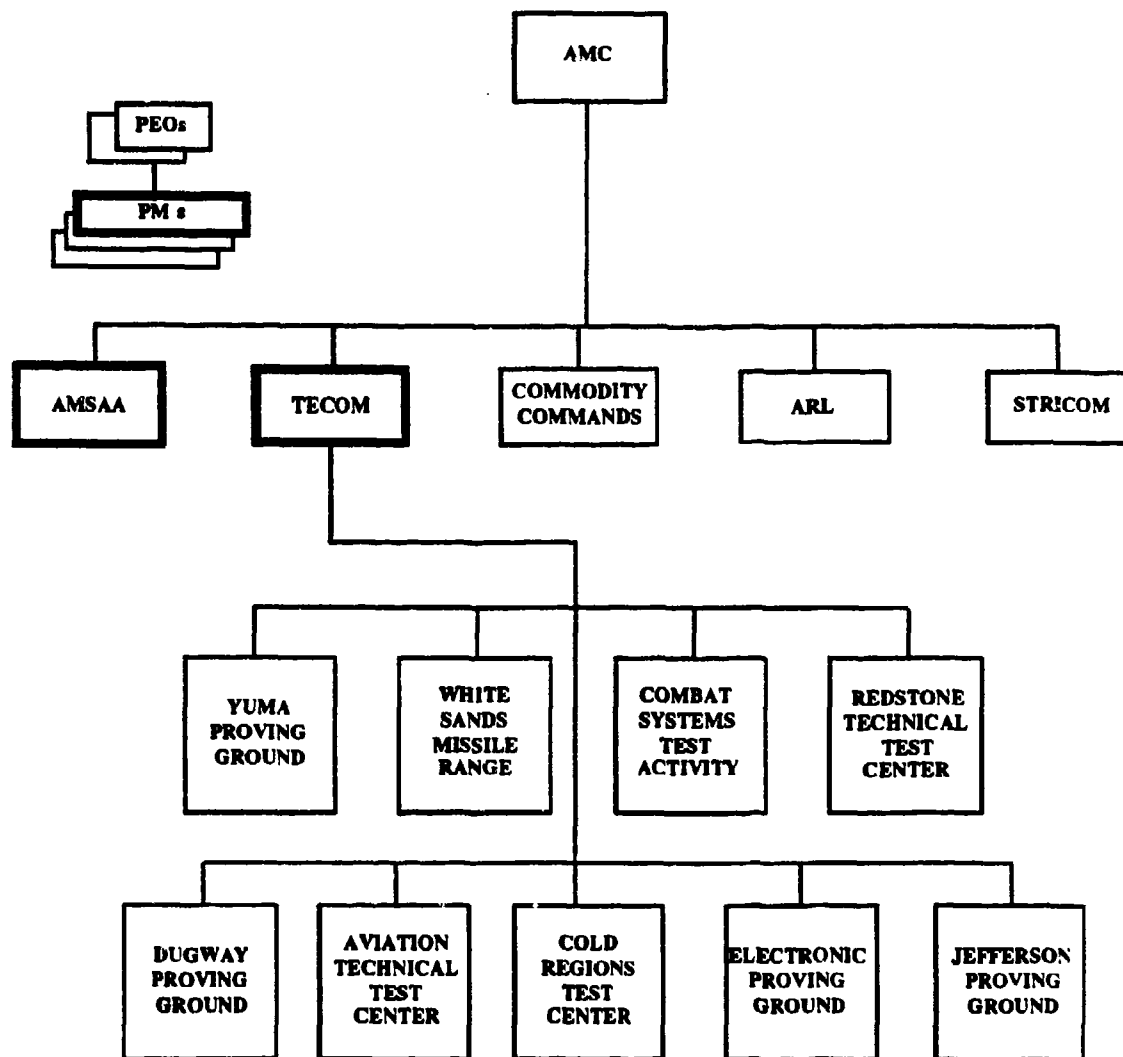 AMC
PEOs
PM s
AMSAA
TECOM
COMMODITY
COMMANDS
ARL
STRICOM
YUMA
PROVING
GROUND
WHITE
SANDS
MISSILE
RANGE
COMBAT
SYSTEMS
TEST
ACTIVITY
REDSTONE
TECHNICAL
TEST
CENTER
DUGWAY
PROVING
GROUND
AVIATION
TECHNICAL
TEST
CENTER
COLD
REGIONS
TEST
CENTER
ELECTRONIC
PROVING
GROUND
JEFFERSON
PROVING
GROUND